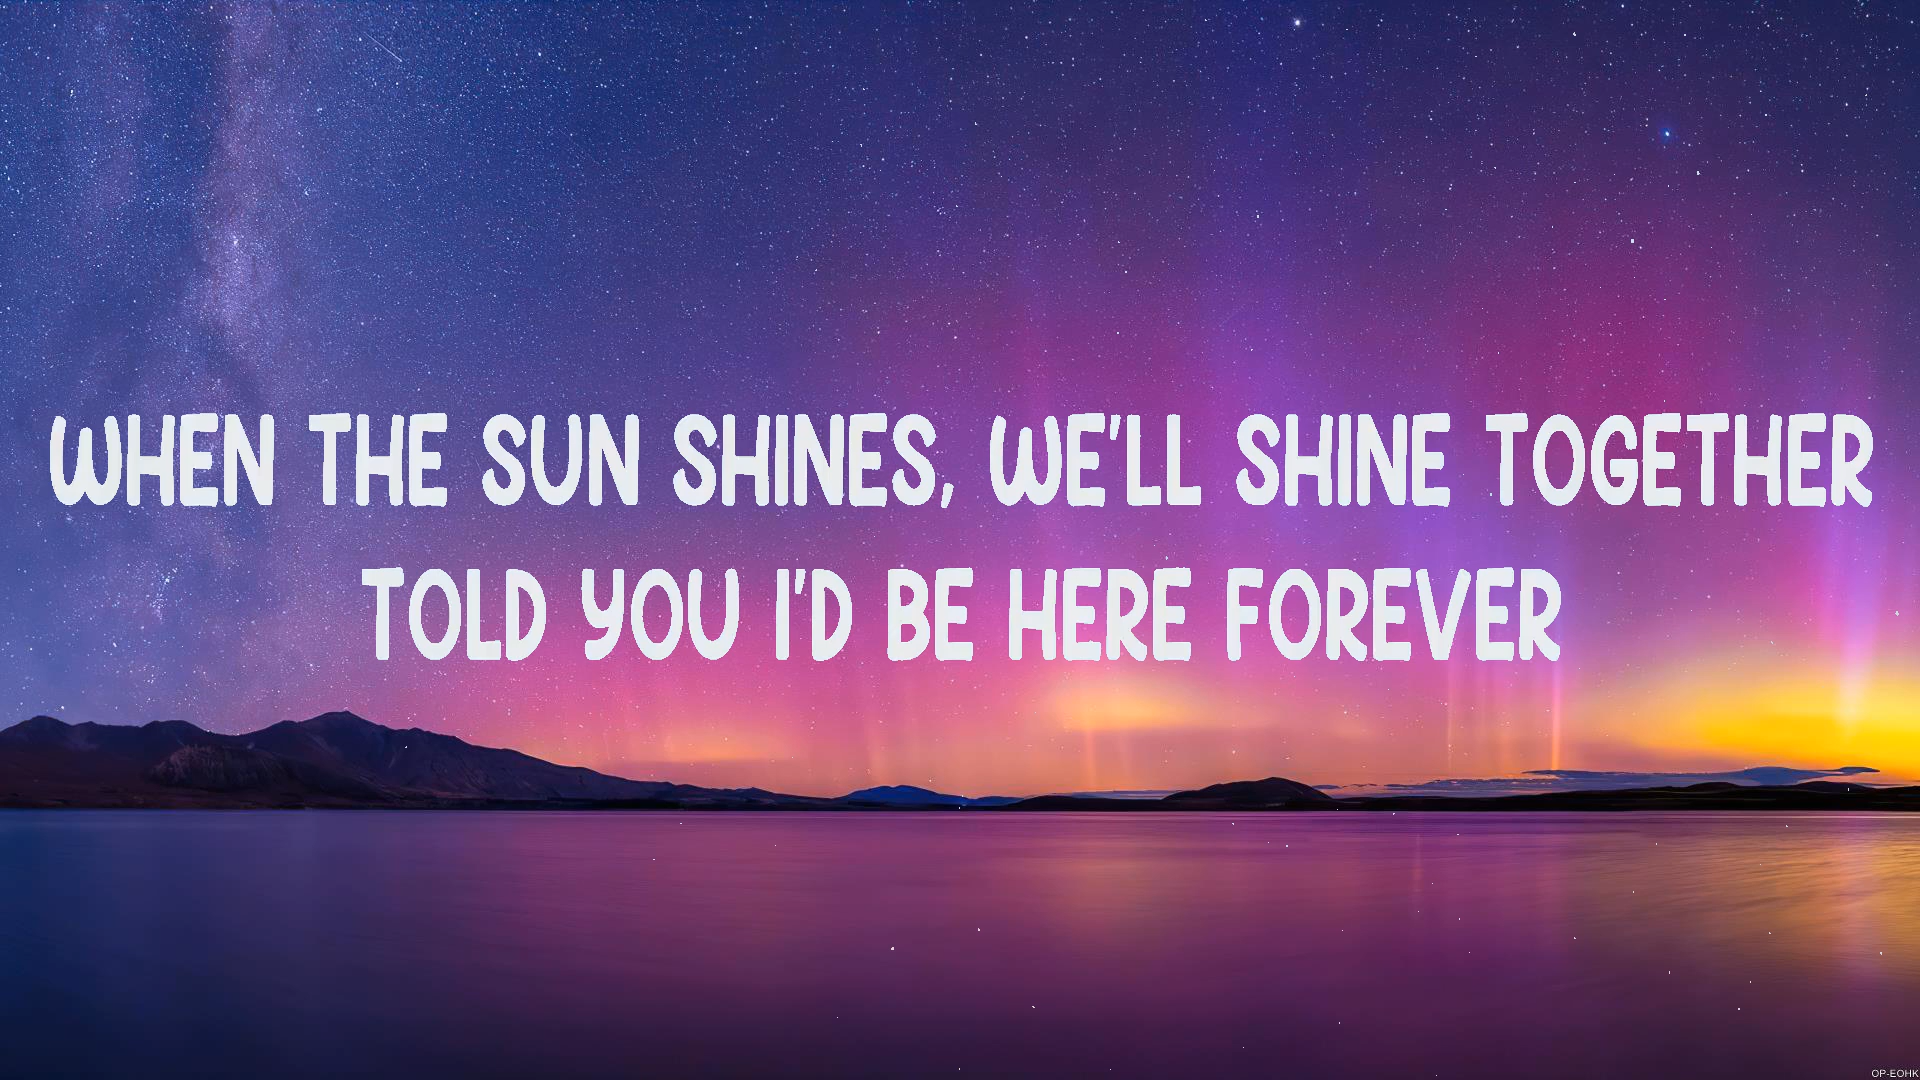 WHEN THE SUN SHINES, WE'LL SHINE TOGETHER
TOLD YOU I'D BE HERE FOREVER
OP-EOHK